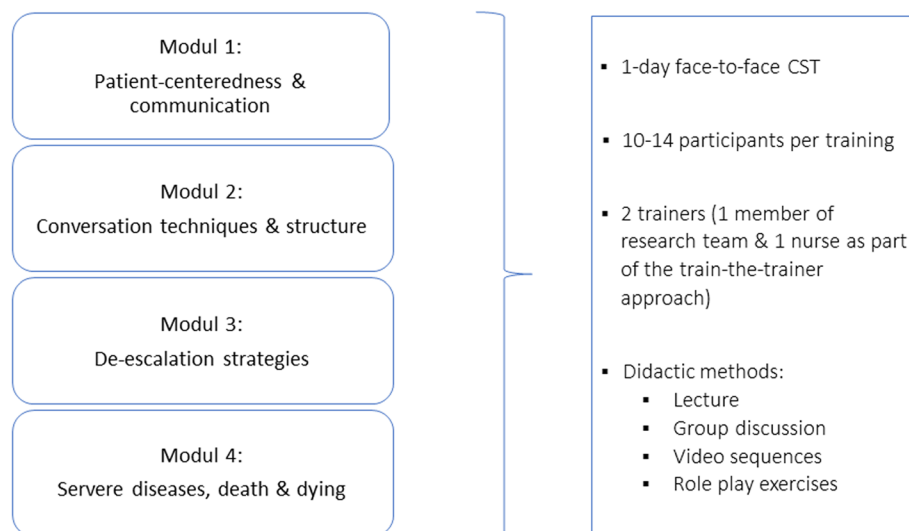 Modul 1:
Patient-centeredness &
communication
Modul 2:
Conversation techniques & structure
Modul 3:
De-escalation strategies
Modul 4:
Servere diseases, death & dying
▪ 1-day face-to-face CST
▪ 10-14 participants per training
▪ 2 trainers (1 member of
research team & 1 nurse as part
of the train-the-trainer
approach)
▪ Didactic methods:
▪ Lecture
▪ Group discussion
▪ Video sequences
▪ Role play exercises